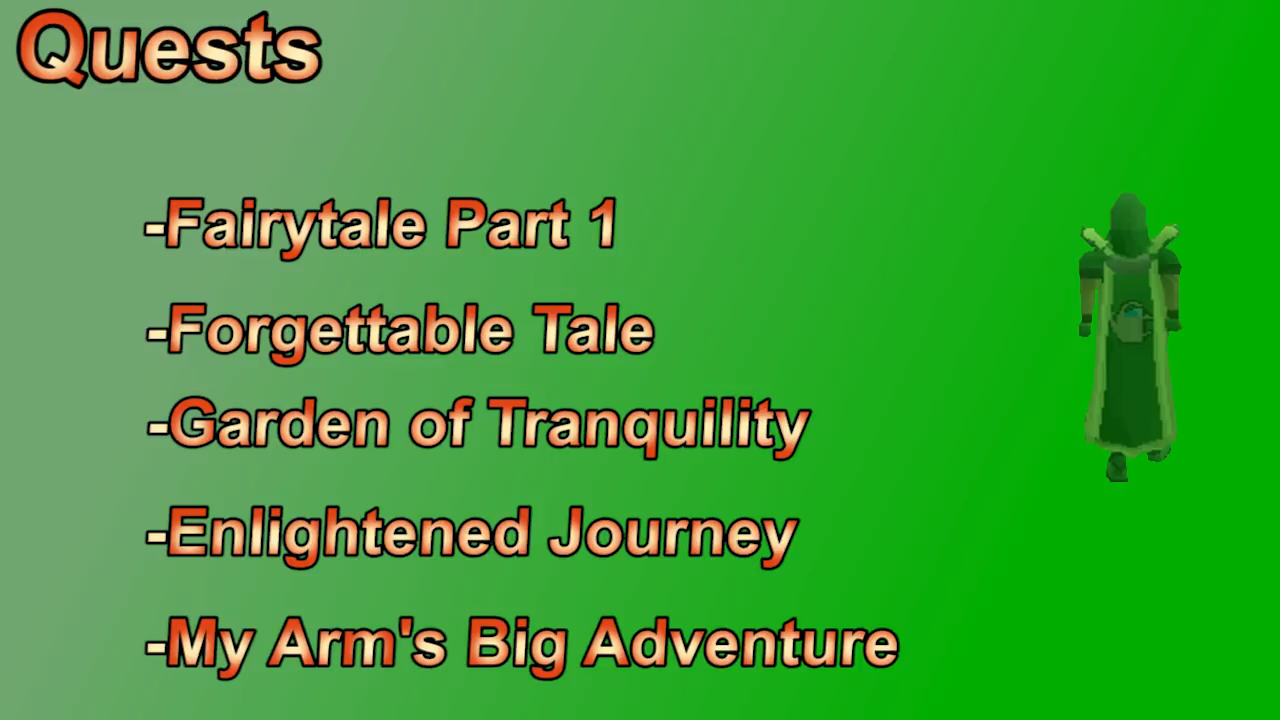 Quests
-Fairytale Part 1
-Forgettable Tale
-Garden of Tranquility
-Enlightened Journey
-My Arm's Big Adventure